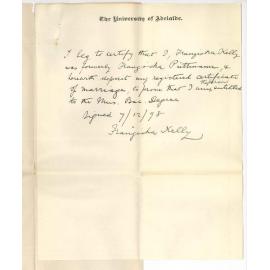 The University of Adelaide.
I beg to certify that I, Franziska Kelly
was formerly Franziska Puttmann, &
herewith deposit my registered certificate
of marriage, to prove that I am entitled
to the Mus. Bac Degree
Signed 7/12/98
Franziska Kelly